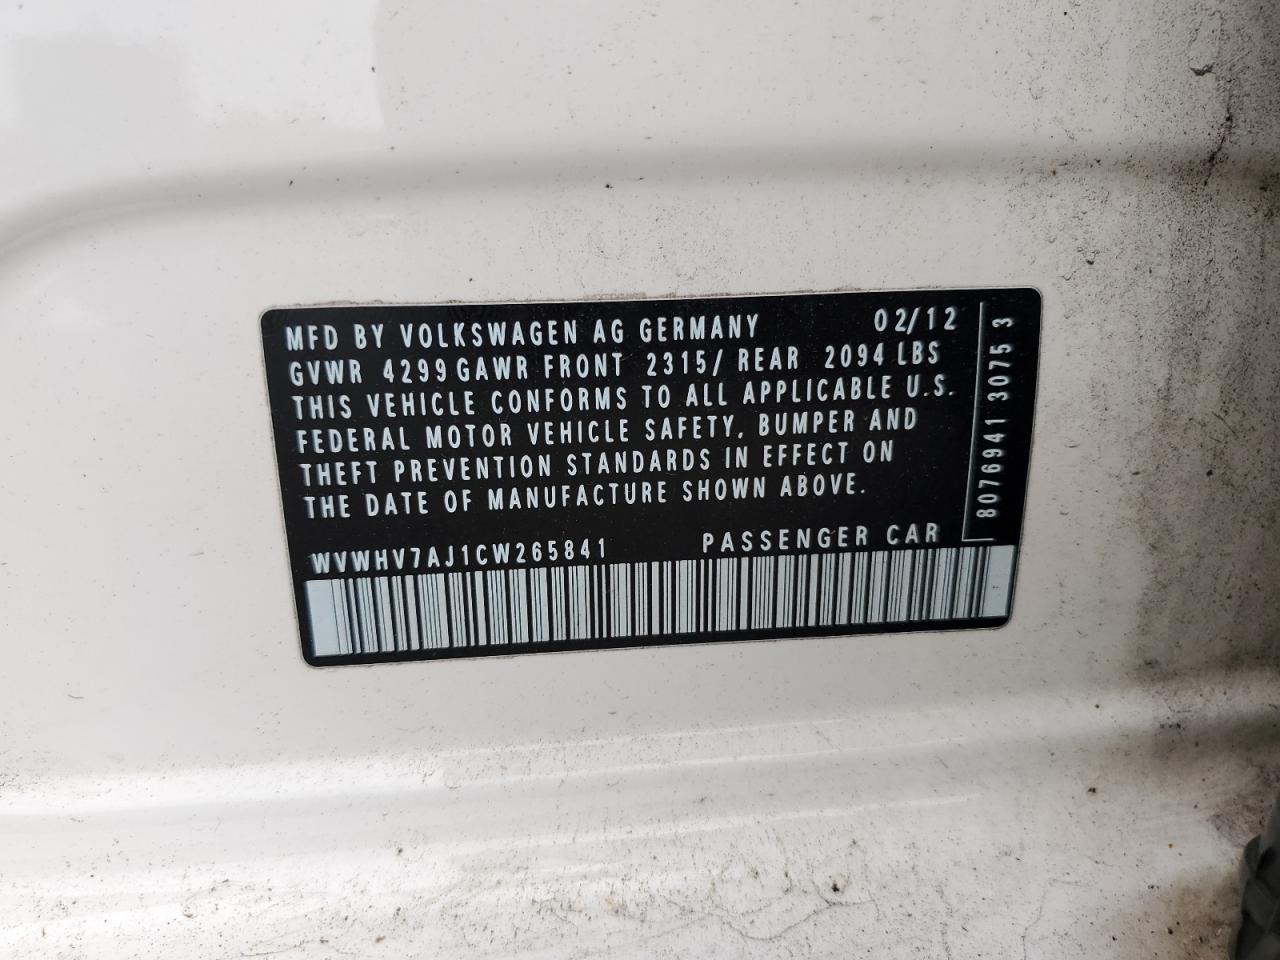 MFD BY VOLKSWAGEN AG GERMANY 02/12
GVWR 4299 GAWR FRONT 2315/ REAR 2094 LBS
THIS VEHICLE CONFORMS TO ALL APPLICABLE U.S.
FEDERAL MOTOR VEHICLE SAFETY, BUMPER AND
THEFT PREVENTION STANDARDS IN EFFECT ON
THE DATE OF MANUFACTURE SHOWN ABOVE.
WVWHV7AJ1CW265841 PASSENGER CAR
8076941 3075 3